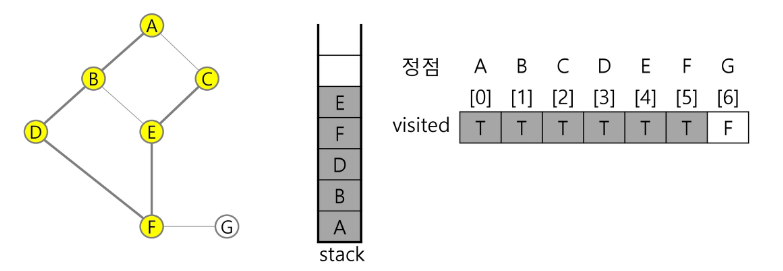 A
B
C
D
E
F
G
E
F
D
B
A
stack
정점 A B C D E F G
[0] [1] [2] [3] [4] [5] [6]
visited T T T T T T F